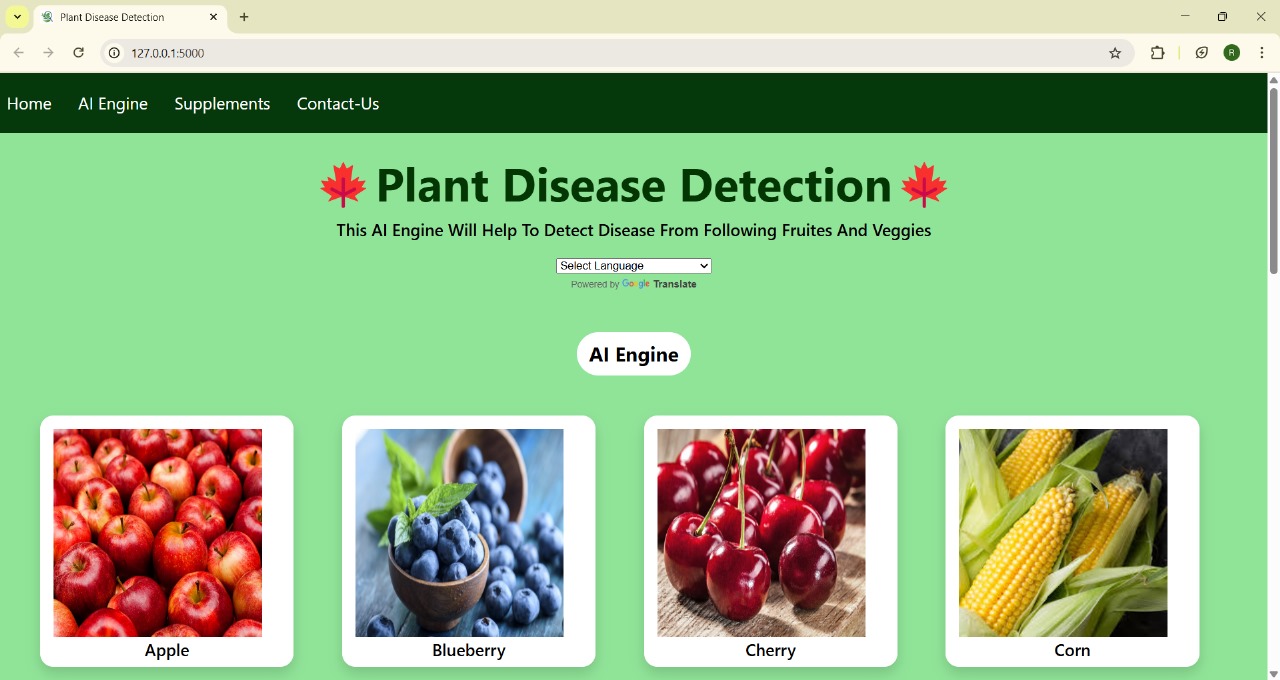 Plant Disease Detection
127.0.0.1:5000
R
Home AI Engine Supplements Contact-Us
Plant Disease Detection
This AI Engine Will Help To Detect Disease From Following Fruites And Veggies
Select Language
Powered by Google Translate
AI Engine
Apple Blueberry Cherry Corn